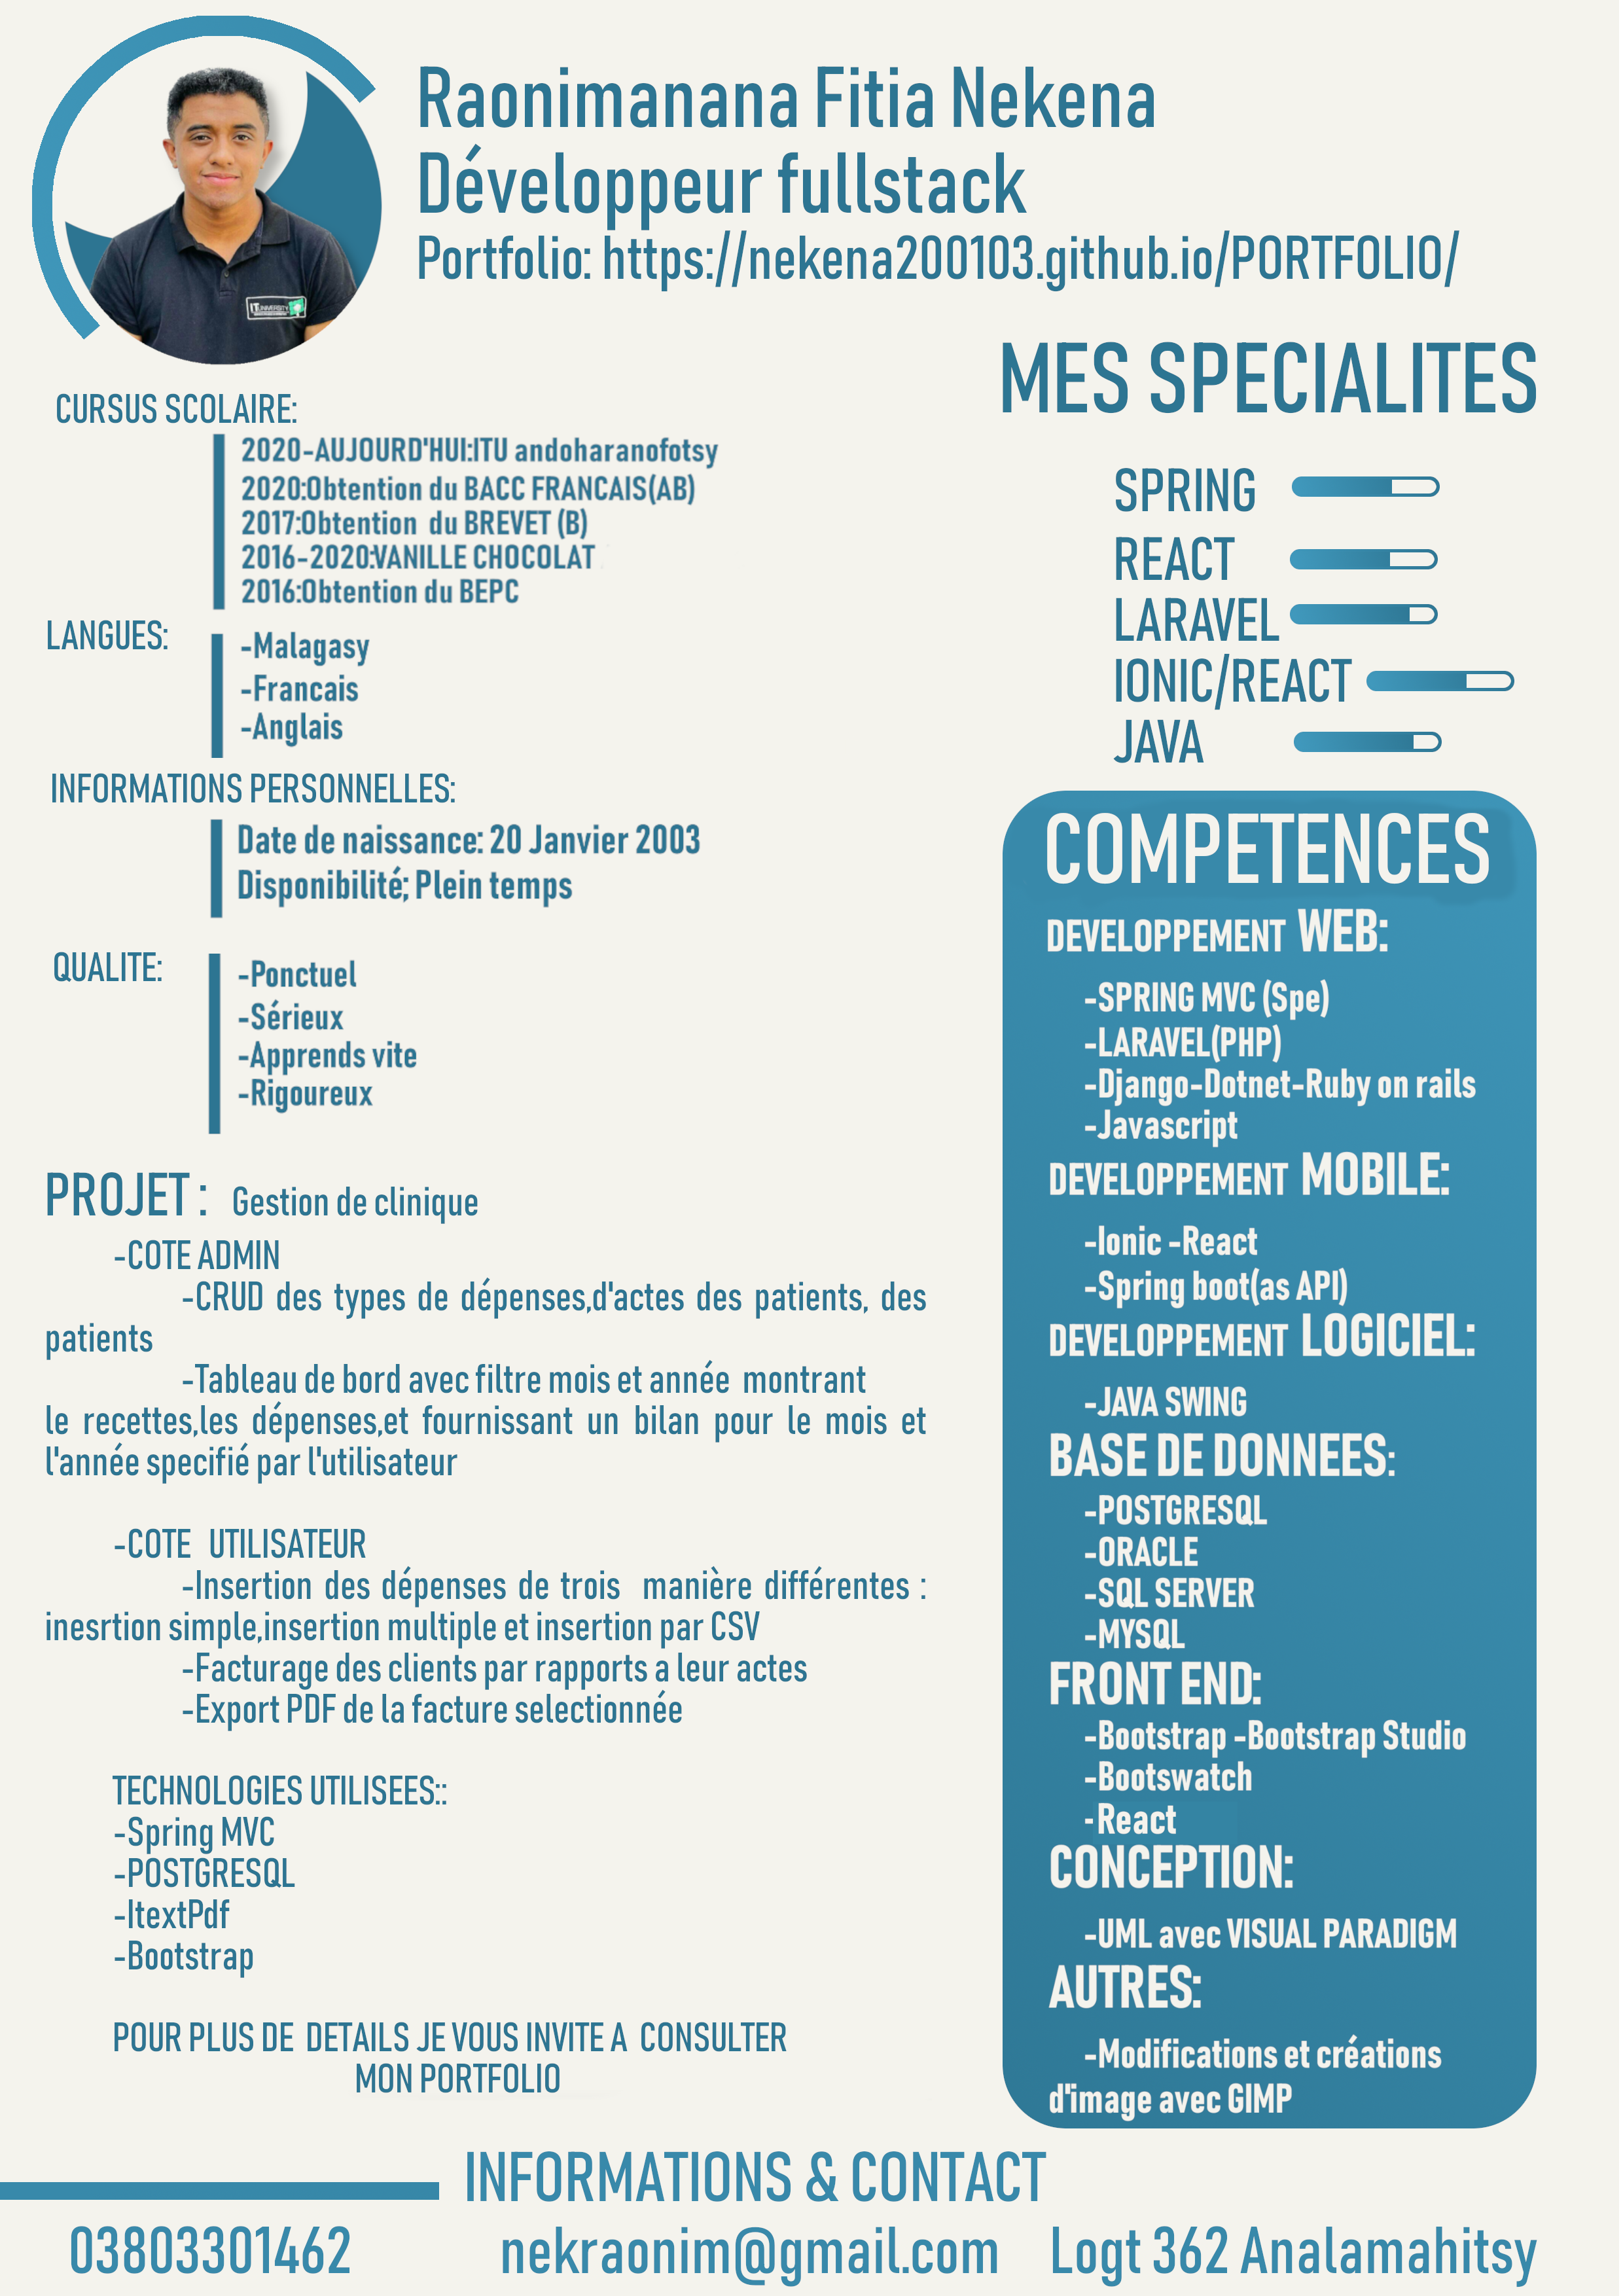 Raonimanana Fitia Nekena
Développeur fullstack
Portfolio: https://nekena200103.github.io/PORTFOLIO/
IT UNIVERSITY
CURSUS SCOLAIRE:
2020-AUJOURD'HUI:ITU andoharanofotsy
2020:Obtention du BACC FRANCAIS(AB)
2017:Obtention du BREVET (B)
2016-2020:VANILLE CHOCOLAT
2016:Obtention du BEPC
LANGUES:
-Malagasy
-Francais
-Anglais
INFORMATIONS PERSONNELLES:
Date de naissance: 20 Janvier 2003
Disponibilité; Plein temps
QUALITE:
-Ponctuel
-Sérieux
-Apprends vite
-Rigoureux
PROJET : Gestion de clinique
-COTE ADMIN
-CRUD des types de dépenses,d'actes des patients, des
patients
-Tableau de bord avec filtre mois et année montrant
le recettes,les dépenses,et fournissant un bilan pour le mois et
l'année specifié par l'utilisateur
-COTE UTILISATEUR
-Insertion des dépenses de trois manière différentes :
inesrtion simple,insertion multiple et insertion par CSV
-Facturage des clients par rapports a leur actes
-Export PDF de la facture selectionnée
TECHNOLOGIES UTILISEES::
-Spring MVC
-POSTGRESQL
-ItextPdf
-Bootstrap
POUR PLUS DE DETAILS JE VOUS INVITE A CONSULTER
MON PORTFOLIO
MES SPECIALITES
SPRING
REACT
LARAVEL
IONIC/REACT
JAVA
COMPETENCES
DEVELOPPEMENT WEB:
-SPRING MVC (Spe)
-LARAVEL(PHP)
-Django-Dotnet-Ruby on rails
-Javascript
DEVELOPPEMENT MOBILE:
-Ionic -React
-Spring boot(as API)
DEVELOPPEMENT LOGICIEL:
-JAVA SWING
BASE DE DONNEES:
-POSTGRESQL
-ORACLE
-SQL SERVER
-MYSQL
FRONT END:
-Bootstrap -Bootstrap Studio
-Bootswatch
-React
CONCEPTION:
-UML avec VISUAL PARADIGM
AUTRES:
-Modifications et créations
d'image avec GIMP
INFORMATIONS & CONTACT
03803301462
nekraonim@gmail.com
Logt 362 Analamahitsy